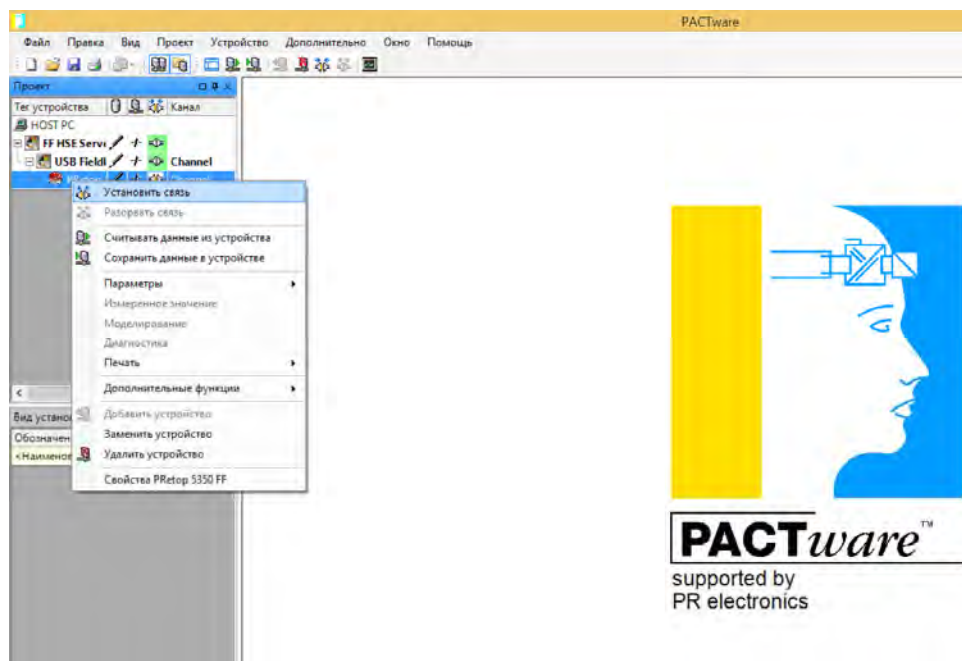 PACTware
Файл Правка Вид Проект Устройство Дополнительно Окно Помощь
Проект
Тег устройства Канал
HOST PC
FF HSE Serve
USB Fieldl Channel
Установить связь
Разорвать связь
Считывать данные из устройства
Сохранить данные в устройстве
Параметры
Измеренное значение
Моделирование
Диагностика
Печать
Дополнительные функции
Вид устано
Добавить устройство
Обозначен
Заменить устройство
<Наименов
Удалить устройство
Свойства PRetop 5350 FF
PACTware™
supported by
PR electronics